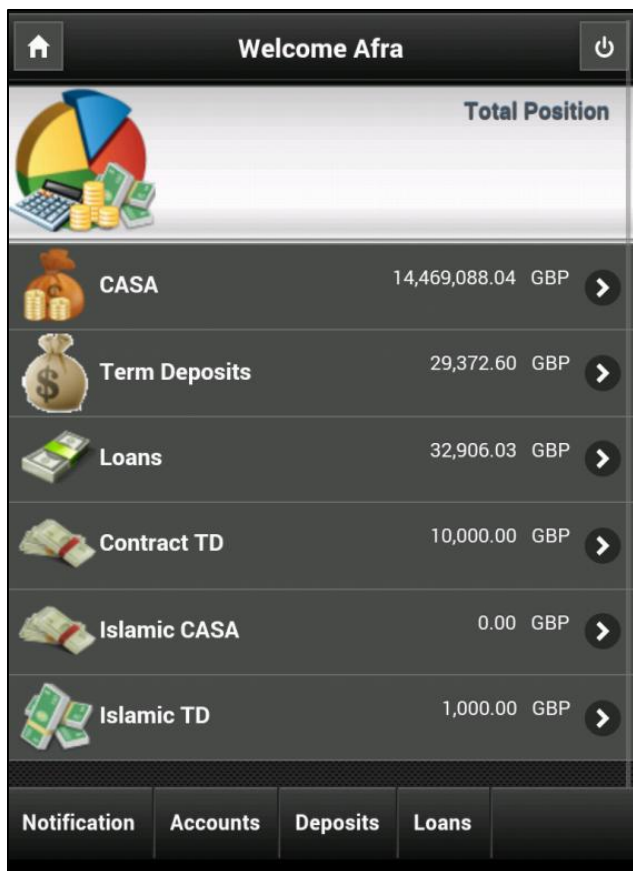 Welcome Afra
Total Position
CASA 14,469,088.04 GBP
Term Deposits 29,372.60 GBP
Loans 32,906.03 GBP
Contract TD 10,000.00 GBP
Islamic CASA 0.00 GBP
Islamic TD 1,000.00 GBP
Notification Accounts Deposits Loans